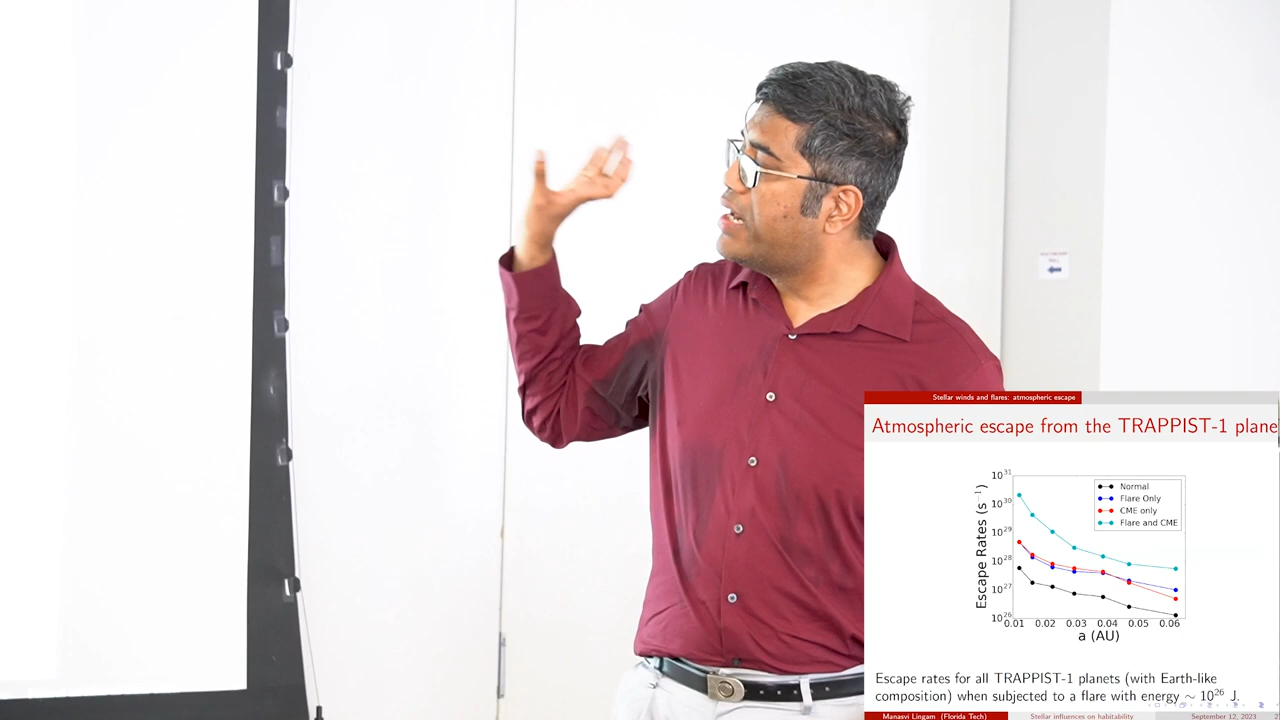 Stellar winds and flares: atmospheric escape
Atmospheric escape from the TRAPPIST-1 plane
10^31
10^30
10^29
10^28
10^27
10^26
Escape Rates (s^-1)
Normal
Flare Only
CME only
Flare and CME
0.01 0.02 0.03 0.04 0.05 0.06
a (AU)
Escape rates for all TRAPPIST-1 planets (with Earth-like
composition) when subjected to a flare with energy ∼ 10^26 J.
Manasvi Lingam (Florida Tech) Stellar influences on habitability September 12, 2023